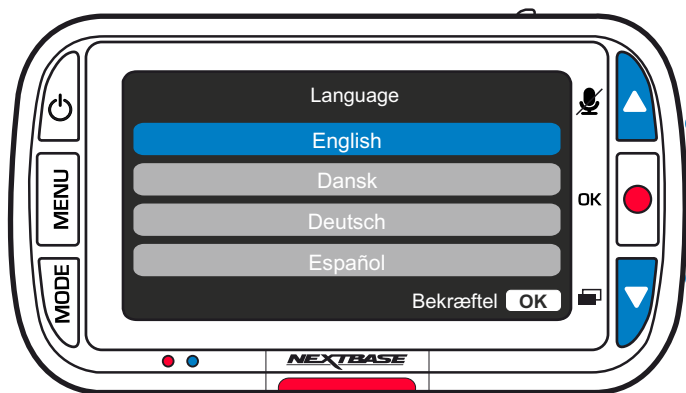 Language
English
MENU
Dansk
OK
Deutsch
Español
MODE
Bekræftel OK
NEXTBASE